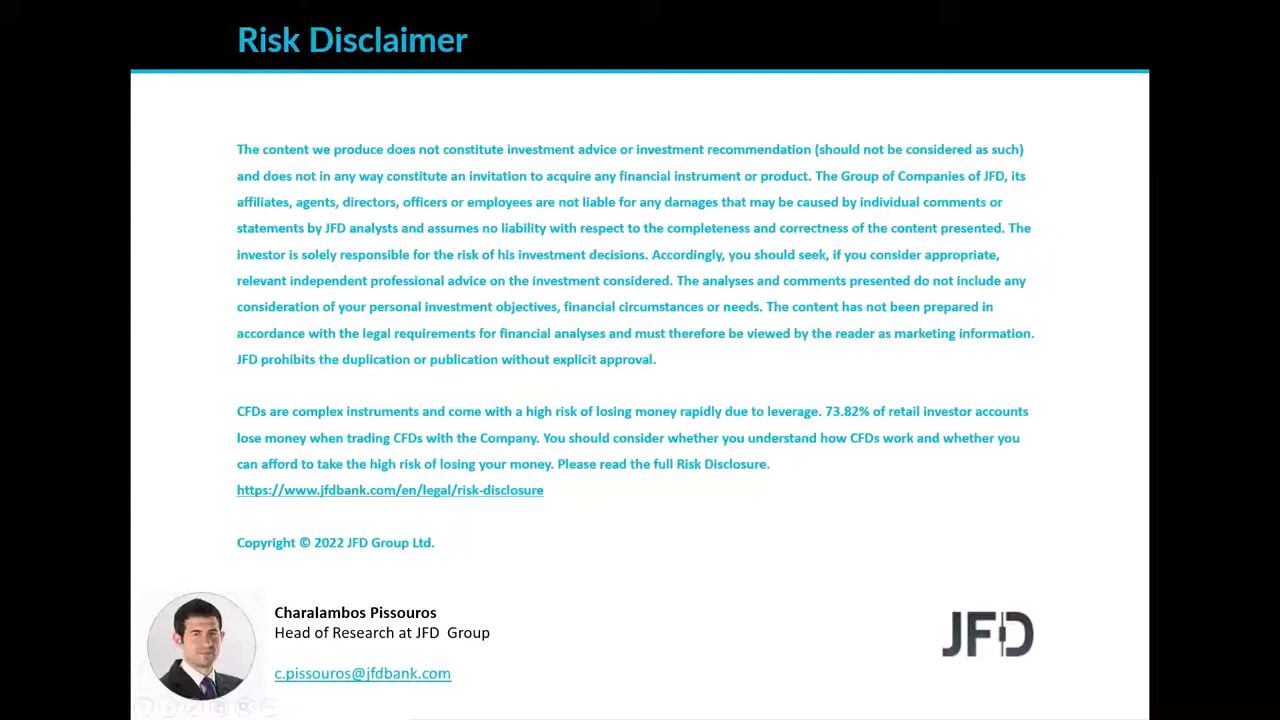 Risk Disclaimer
The content we produce does not constitute investment advice or investment recommendation (should not be considered as such)
and does not in any way constitute an invitation to acquire any financial instrument or product. The Group of Companies of JFD, its
affiliates, agents, directors, officers or employees are not liable for any damages that may be caused by individual comments or
statements by JFD analysts and assumes no liability with respect to the completeness and correctness of the content presented. The
investor is solely responsible for the risk of his investment decisions. Accordingly, you should seek, if you consider appropriate,
relevant independent professional advice on the investment considered. The analyses and comments presented do not include any
consideration of your personal investment objectives, financial circumstances or needs. The content has not been prepared in
accordance with the legal requirements for financial analyses and must therefore be viewed by the reader as marketing information.
JFD prohibits the duplication or publication without explicit approval.
CFDs are complex instruments and come with a high risk of losing money rapidly due to leverage. 73.82% of retail investor accounts
lose money when trading CFDs with the Company. You should consider whether you understand how CFDs work and whether you
can afford to take the high risk of losing your money. Please read the full Risk Disclosure.
https://www.jfdbank.com/en/legal/risk-disclosure
Copyright © 2022 JFD Group Ltd.
Charalambos Pissouros
Head of Research at JFD Group
c.pissouros@jfdbank.com
JFD